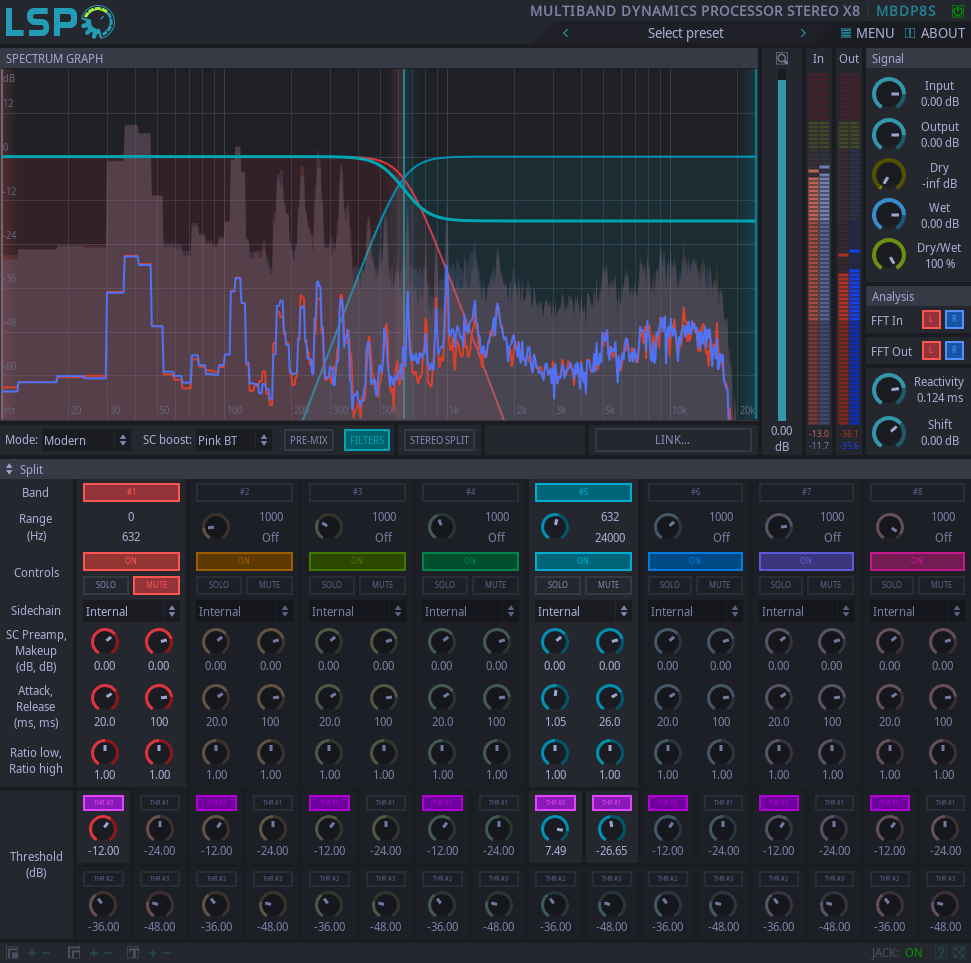 LSP
MULTIBAND DYNAMICS PROCESSOR STEREO X8 MBDP8S
Select preset MENU ABOUT
SPECTRUM GRAPH In Out Signal
dB
12
0
-12
-24
-36
-48
-60
Hz 20 30 50 100 200 300 500 1k 2k 3k 5k 10k 20k
Input
0.00 dB
Output
0.00 dB
Dry
-inf dB
Wet
0.00 dB
Dry/Wet
100 %
Analysis
FFT In L R
FFT Out L R
Reactivity
0.124 ms
Shift
0.00 dB
0.00
dB
-13.0 -36.1
-11.7 -35.6
Mode: Modern SC boost: Pink BT PRE-MIX FILTERS STEREO SPLIT LINK...
Split
Band #1 #2 #3 #4 #5 #6 #7 #8
Range 0 1000 1000 1000 632 1000 1000 1000
(Hz) 632 Off Off Off 24000 Off Off Off
Controls ON ON ON ON ON ON ON ON
SOLO MUTE SOLO MUTE SOLO MUTE SOLO MUTE SOLO MUTE SOLO MUTE SOLO MUTE SOLO MUTE
Sidechain Internal Internal Internal Internal Internal Internal Internal Internal
SC Preamp,
Makeup
(dB, dB) 0.00 0.00 0.00 0.00 0.00 0.00 0.00 0.00 0.00 0.00 0.00 0.00 0.00 0.00 0.00 0.00
Attack,
Release
(ms, ms) 20.0 100 20.0 100 20.0 100 20.0 100 1.05 26.0 20.0 100 20.0 100 20.0 100
Ratio low,
Ratio high 1.00 1.00 1.00 1.00 1.00 1.00 1.00 1.00 1.00 1.00 1.00 1.00 1.00 1.00 1.00 1.00
THR #0 THR #1 THR #0 THR #1 THR #0 THR #1 THR #0 THR #1 THR #0 THR #1 THR #0 THR #1 THR #0 THR #1 THR #0 THR #1
-12.00 -24.00 -12.00 -24.00 -12.00 -24.00 -12.00 -24.00 7.49 -26.65 -12.00 -24.00 -12.00 -24.00 -12.00 -24.00
Threshold
(dB)
THR #2 THR #3 THR #2 THR #3 THR #2 THR #3 THR #2 THR #3 THR #2 THR #3 THR #2 THR #3 THR #2 THR #3 THR #2 THR #3
-36.00 -48.00 -36.00 -48.00 -36.00 -48.00 -36.00 -48.00 -36.00 -48.00 -36.00 -48.00 -36.00 -48.00 -36.00 -48.00
JACK: ON